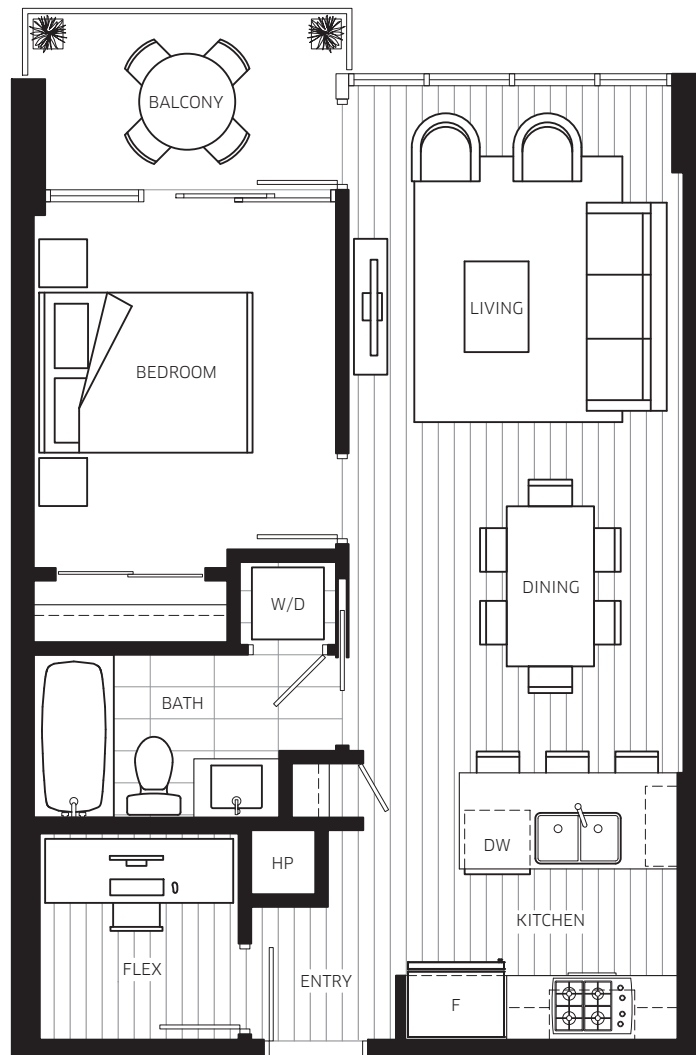 BALCONY
LIVING
BEDROOM
DINING
W/D
BATH
DW
HP
KITCHEN
FLEX
ENTRY
F